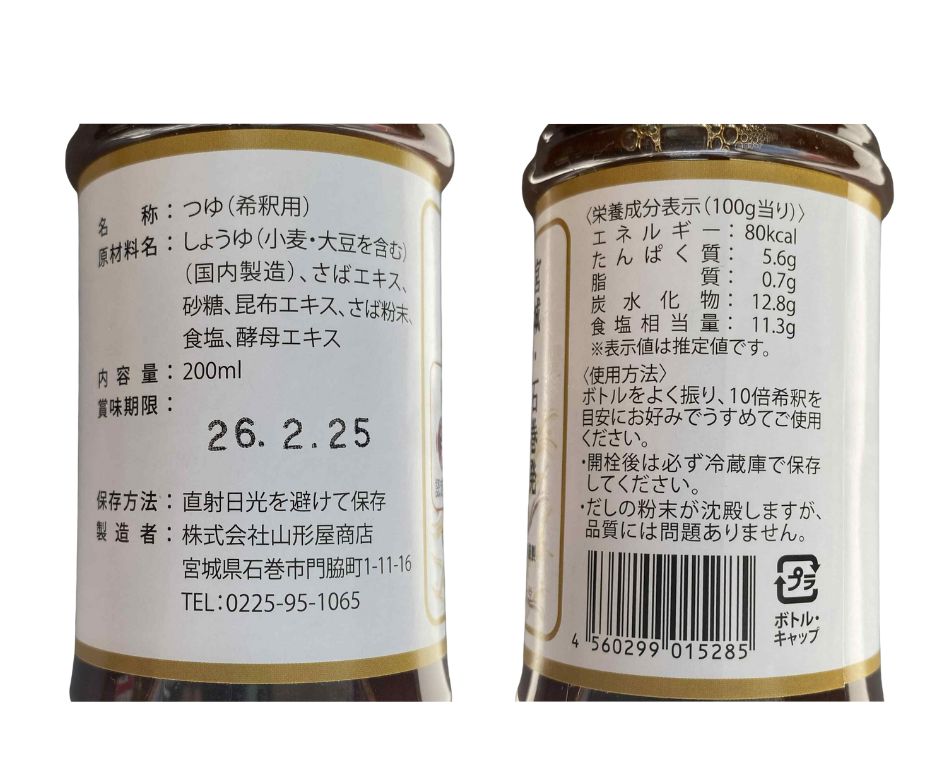 名称：つゆ（希釈用）
原材料名：しょうゆ（小麦・大豆を含む）
（国内製造）、さばエキス、
砂糖、昆布エキス、さば粉末、
食塩、酵母エキス
内容量：200ml
賞味期限：
26.2.25
保存方法：直射日光を避けて保存
製造者：株式会社山形屋商店
宮城県石巻市門脇町1-11-16
TEL：0225-95-1065
〈栄養成分表示（100g当り）〉
エネルギー：80kcal
たんぱく質：5.6g
脂質：0.7g
炭水化物：12.8g
食塩相当量：11.3g
※表示値は推定値です。
〈使用方法〉
ボトルをよく振り、10倍希釈を
目安にお好みでうすめてご使用
ください。
・開栓後は必ず冷蔵庫で保存
してください。
・だしの粉末が沈殿しますが、
品質には問題ありません。
4 560299 015285
プラ
ボトル・
キャップ